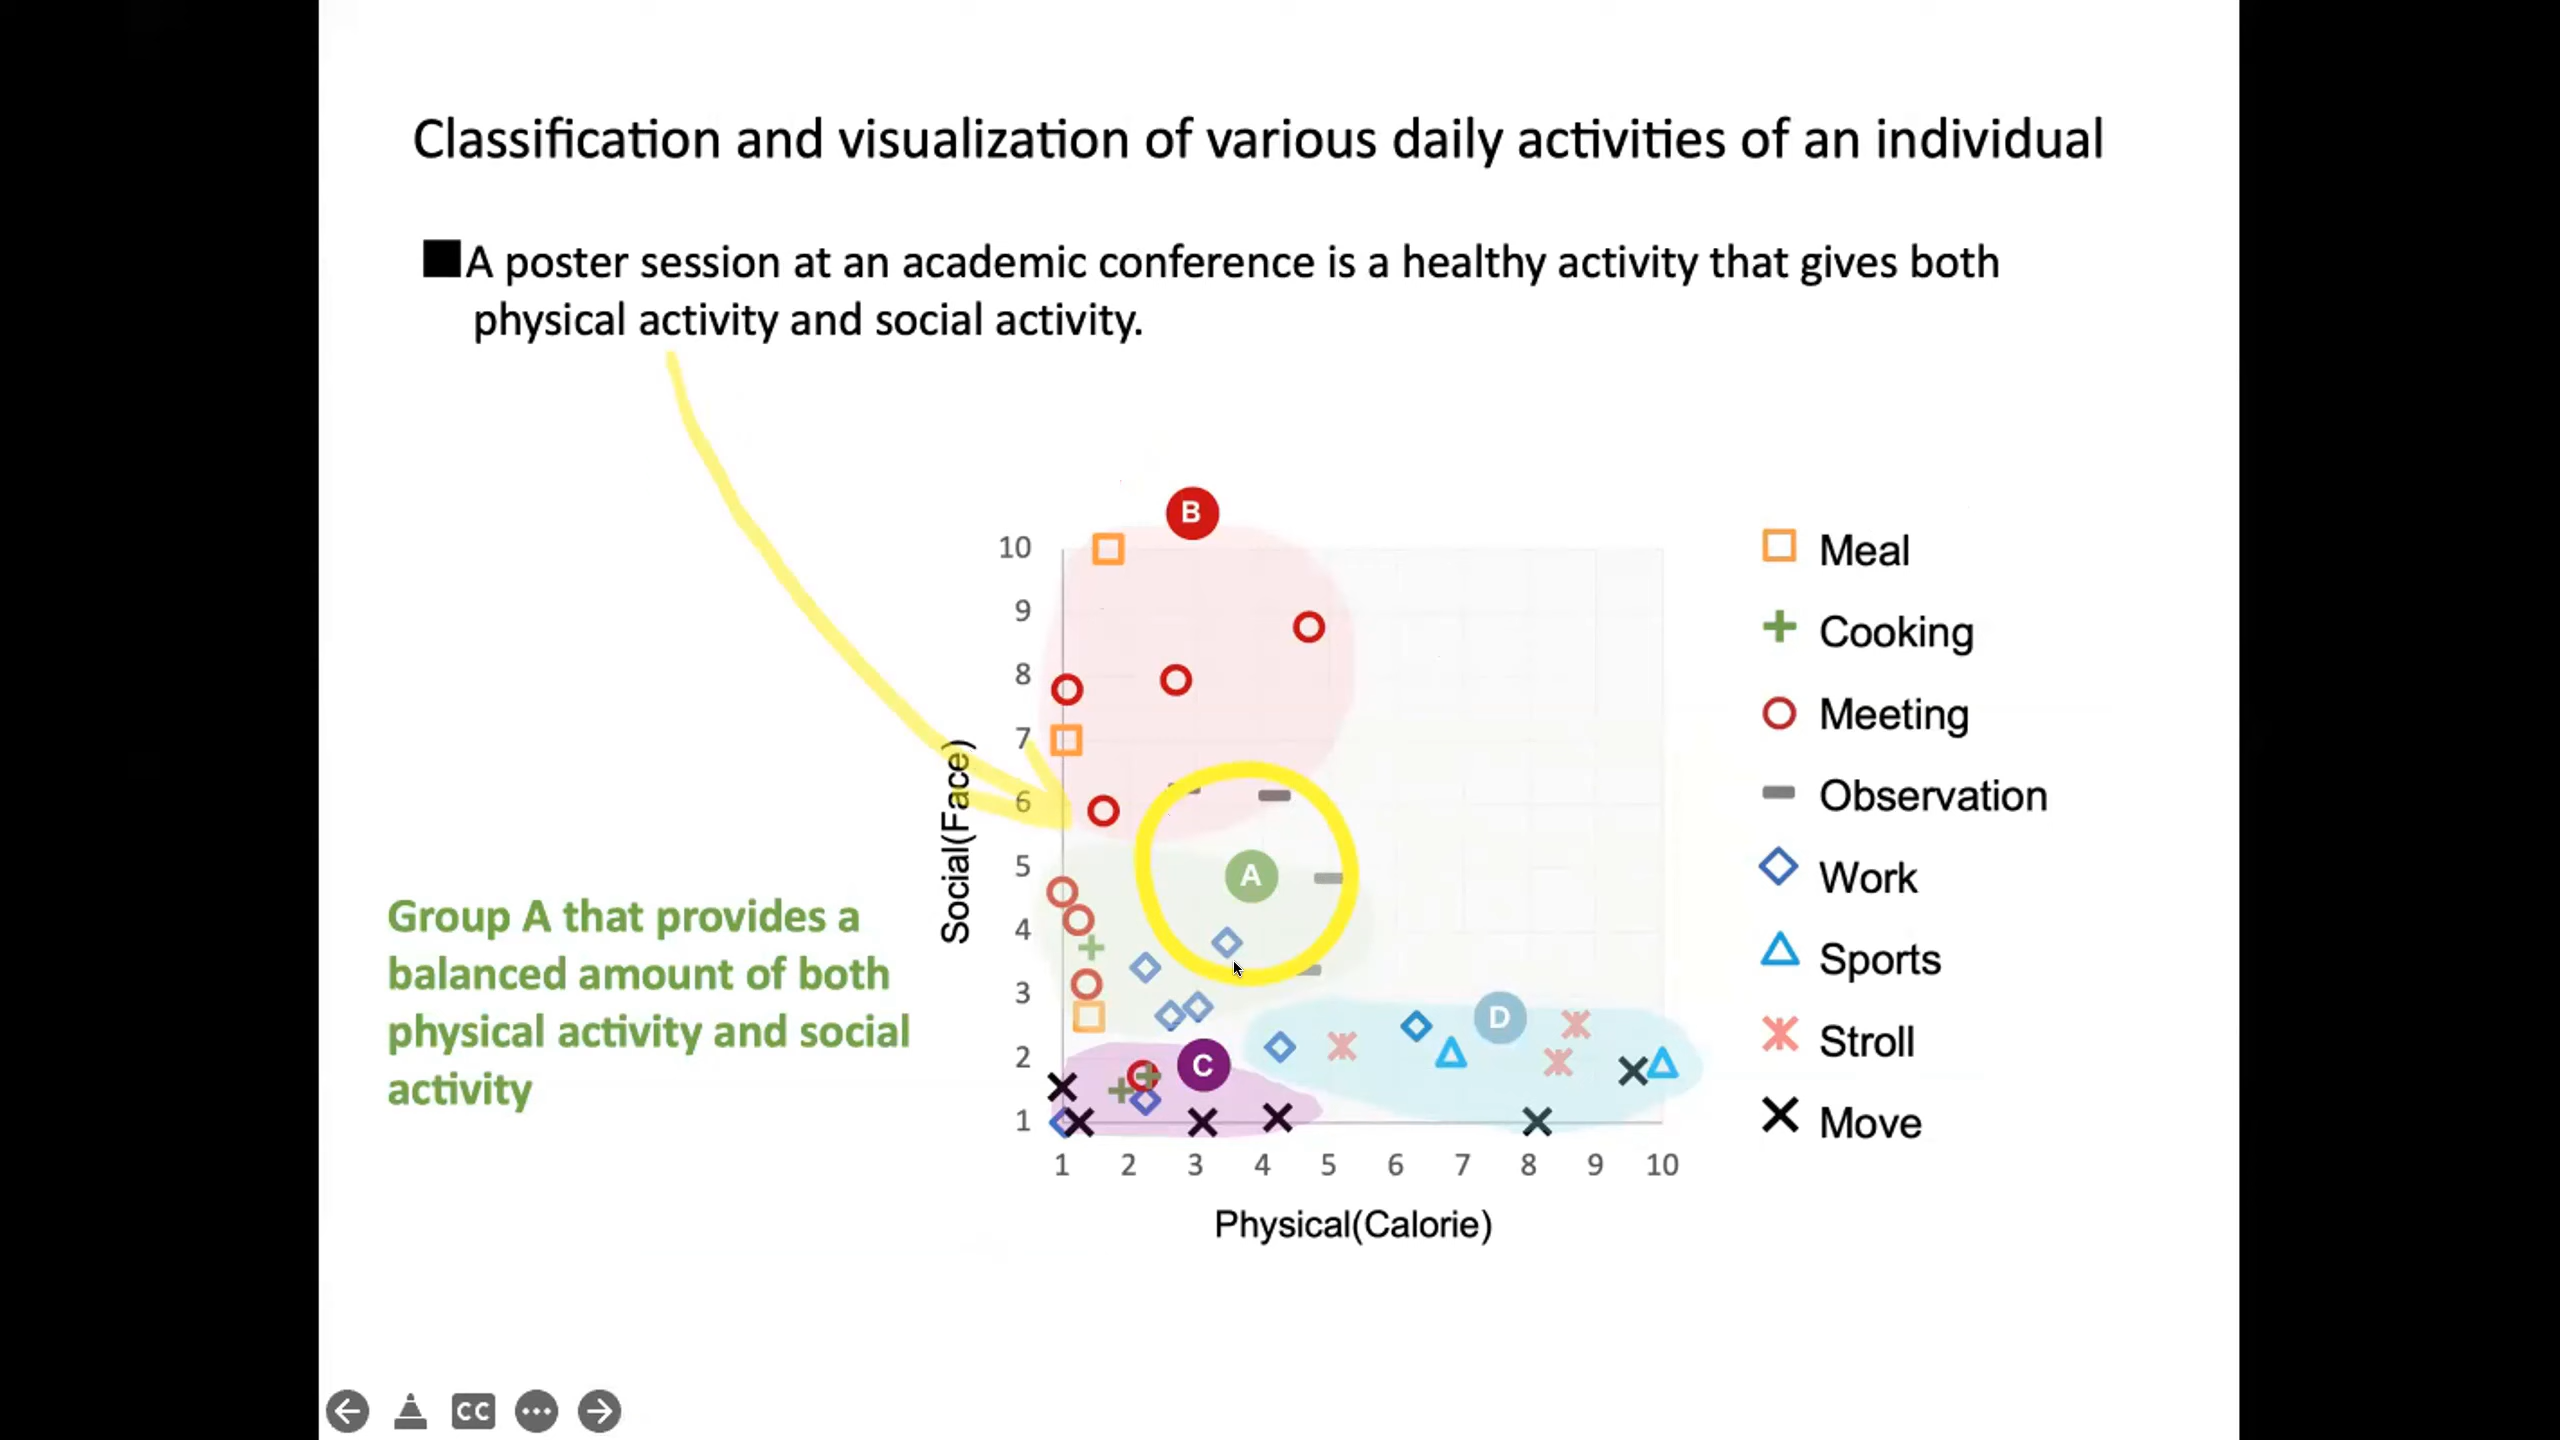 Classification and visualization of various daily activities of an individual
■A poster session at an academic conference is a healthy activity that gives both
physical activity and social activity.
Group A that provides a
balanced amount of both
physical activity and social
activity
Social(Face)
10
9
8
7
6
5
4
3
2
1
B
A
D
C
1 2 3 4 5 6 7 8 9 10
Physical(Calorie)
Meal
Cooking
Meeting
Observation
Work
Sports
Stroll
Move
CC